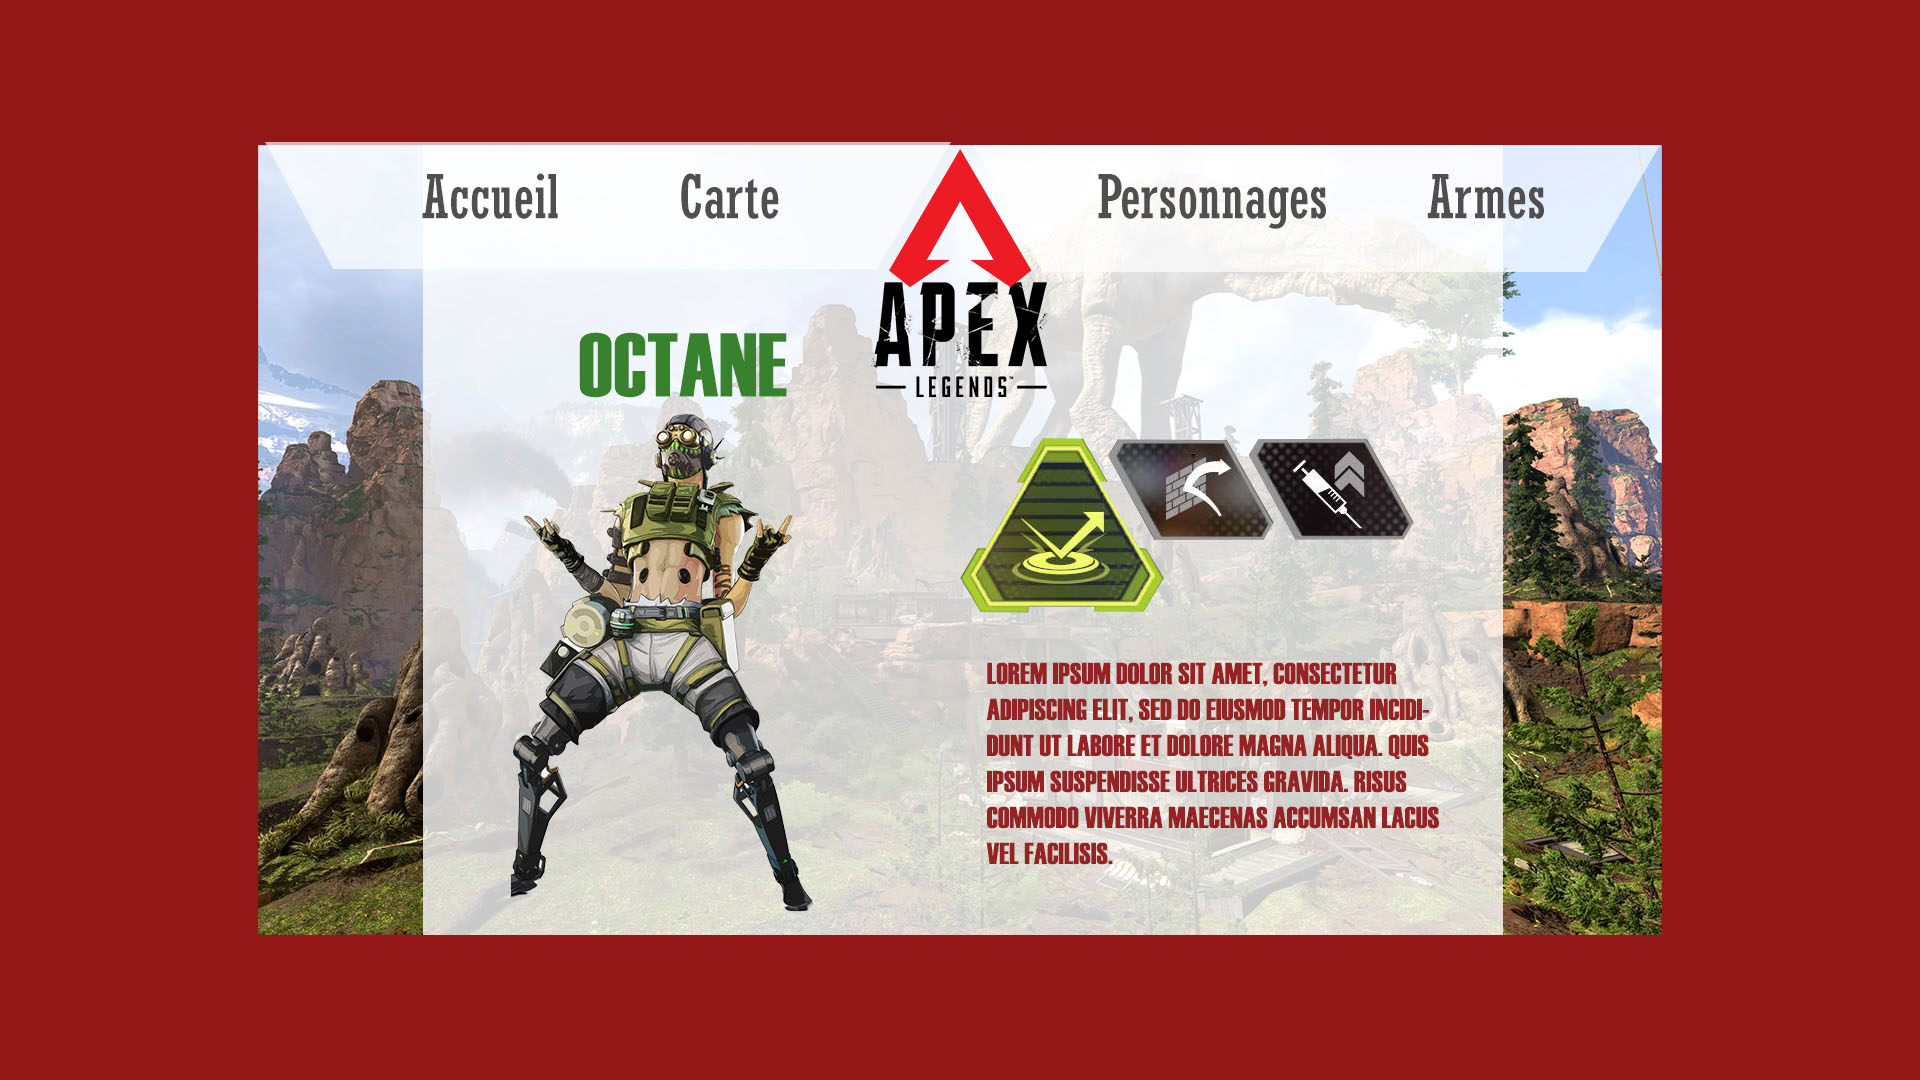 Accueil
Carte
Personnages
Armes
APEX
LEGENDS™
OCTANE
LOREM IPSUM DOLOR SIT AMET, CONSECTETUR
ADIPISCING ELIT, SED DO EIUSMOD TEMPOR INCIDI-
DUNT UT LABORE ET DOLORE MAGNA ALIQUA. QUIS
IPSUM SUSPENDISSE ULTRICES GRAVIDA. RISUS
COMMODO VIVERRA MAECENAS ACCUMSAN LACUS
VEL FACILISIS.